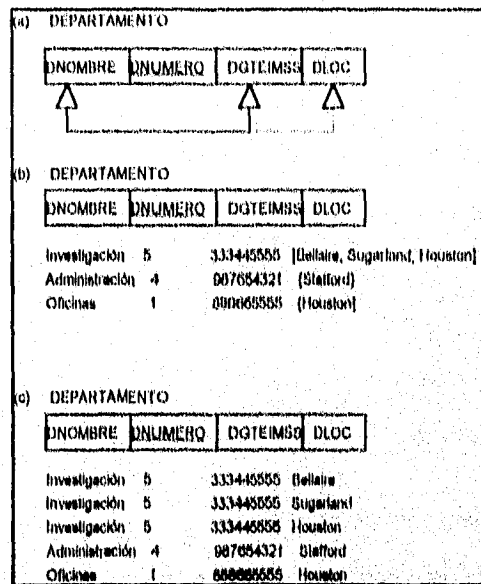 (a) DEPARTAMENTO
DNOMBRE DNUMERO DGTEIMSS DLOC
(b) DEPARTAMENTO
DNOMBRE DNUMERO DGTEIMSS DLOC
Investigación 5 333445555 {Bellaire, Sugarland, Houston}
Administración 4 987654321 {Stafford}
Oficinas 1 {Houston}
(c) DEPARTAMENTO
DNOMBRE DNUMERO DGTEIMSS DLOC
Investigación 5 333445555 Bellaire
Investigación 5 333445555 Sugarland
Investigación 5 333445555 Houston
Administración 4 987654321 Stafford
Oficinas 1 Houston